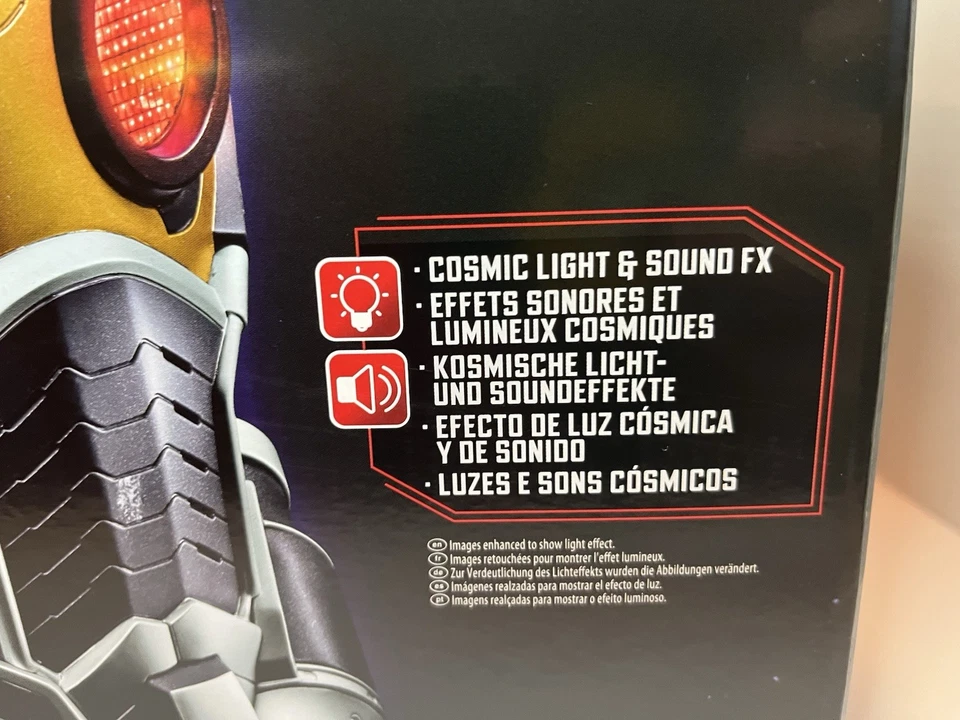 · COSMIC LIGHT & SOUND FX
· EFFETS SONORES ET
LUMINEUX COSMIQUES
· KOSMISCHE LICHT-
UND SOUNDEFFEKTE
· EFECTO DE LUZ CÓSMICA
Y DE SONIDO
· LUZES E SONS CÓSMICOS
en Images enhanced to show light effect.
fr Images retouchées pour montrer l'effet lumineux.
de Zur Verdeutlichung des Lichteffekts wurden die Abbildungen verändert.
es Imágenes realzadas para mostrar el efecto de luz.
pt Imagens realçadas para mostrar o efeito luminoso.